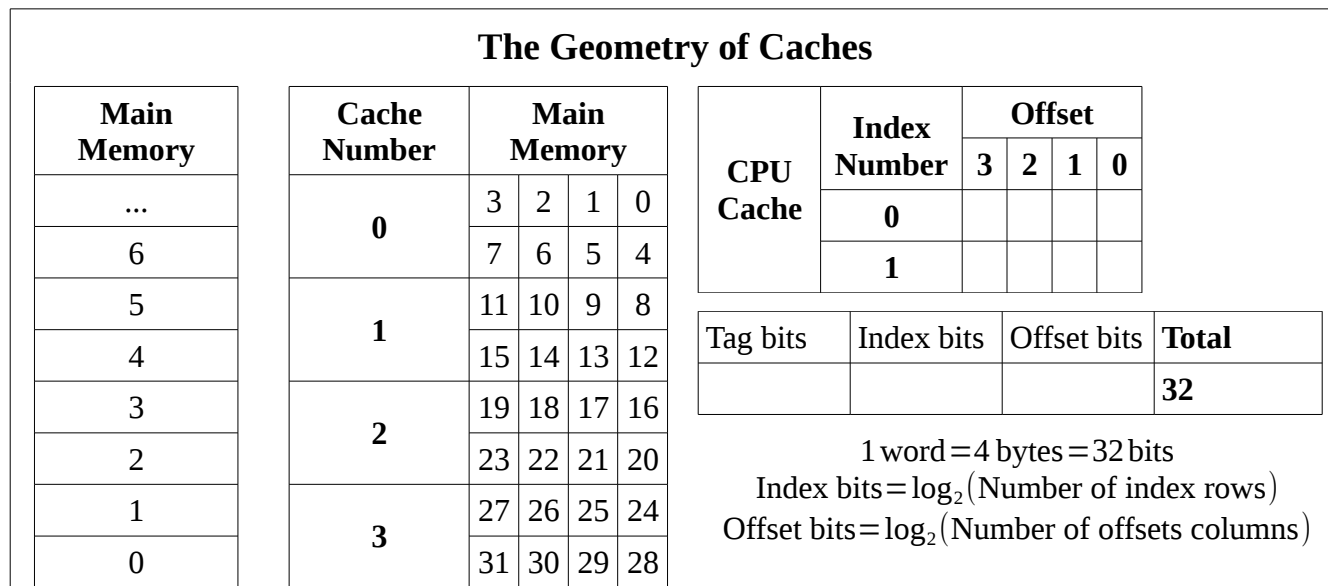 The Geometry of Caches
Main Memory
...
6
5
4
3
2
1
0
Cache Number Main Memory
0 3 2 1 0
7 6 5 4
1 11 10 9 8
15 14 13 12
2 19 18 17 16
23 22 21 20
3 27 26 25 24
31 30 29 28
CPU Cache Index Number Offset
3 2 1 0
0
1
Tag bits Index bits Offset bits Total
32
1 word=4 bytes=32 bits
Index bits=log₂(Number of index rows)
Offset bits=log₂(Number of offsets columns)